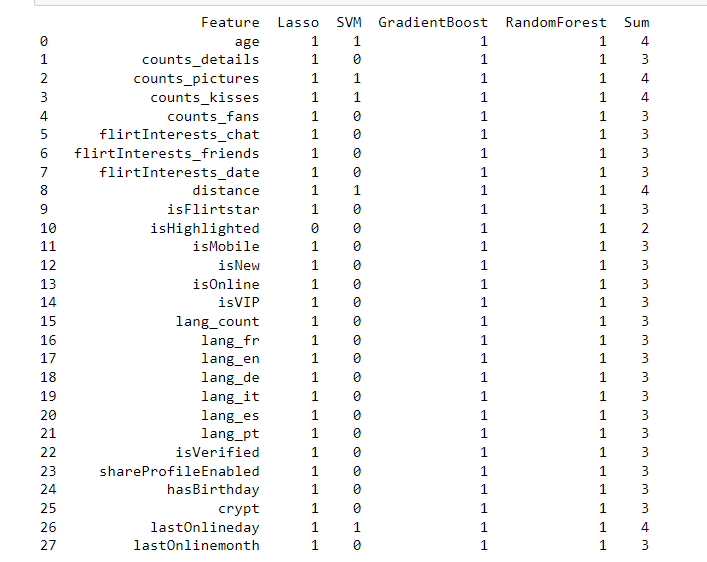 Feature Lasso SVM GradientBoost RandomForest Sum
0 age 1 1 1 1 4
1 counts_details 1 0 1 1 3
2 counts_pictures 1 1 1 1 4
3 counts_kisses 1 1 1 1 4
4 counts_fans 1 0 1 1 3
5 flirtInterests_chat 1 0 1 1 3
6 flirtInterests_friends 1 0 1 1 3
7 flirtInterests_date 1 0 1 1 3
8 distance 1 1 1 1 4
9 isFlirtstar 1 0 1 1 3
10 isHighlighted 0 0 1 1 2
11 isMobile 1 0 1 1 3
12 isNew 1 0 1 1 3
13 isOnline 1 0 1 1 3
14 isVIP 1 0 1 1 3
15 lang_count 1 0 1 1 3
16 lang_fr 1 0 1 1 3
17 lang_en 1 0 1 1 3
18 lang_de 1 0 1 1 3
19 lang_it 1 0 1 1 3
20 lang_es 1 0 1 1 3
21 lang_pt 1 0 1 1 3
22 isVerified 1 0 1 1 3
23 shareProfileEnabled 1 0 1 1 3
24 hasBirthday 1 0 1 1 3
25 crypt 1 0 1 1 3
26 lastOnlineday 1 1 1 1 4
27 lastOnlinemonth 1 0 1 1 3